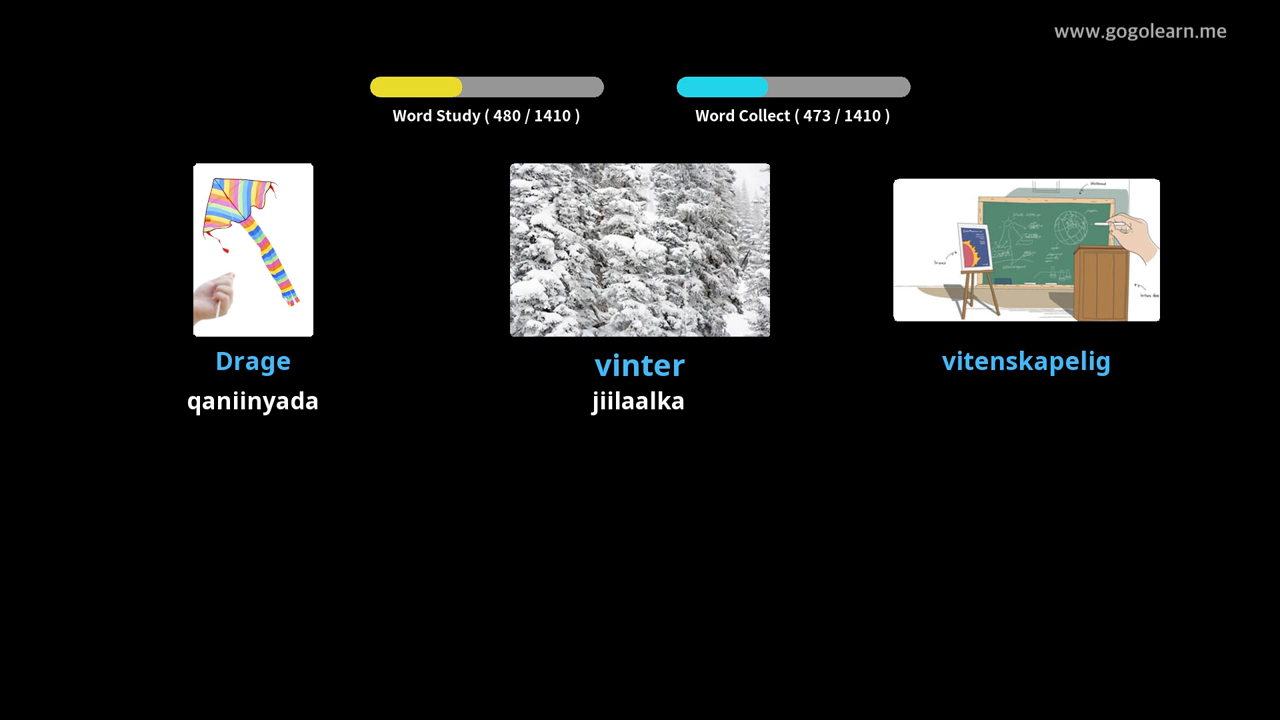 www.gogolearn.me
Word Study ( 480 / 1410 )
Word Collect ( 473 / 1410 )
Drage
vinter
vitenskapelig
qaniinyada
jiilaalka